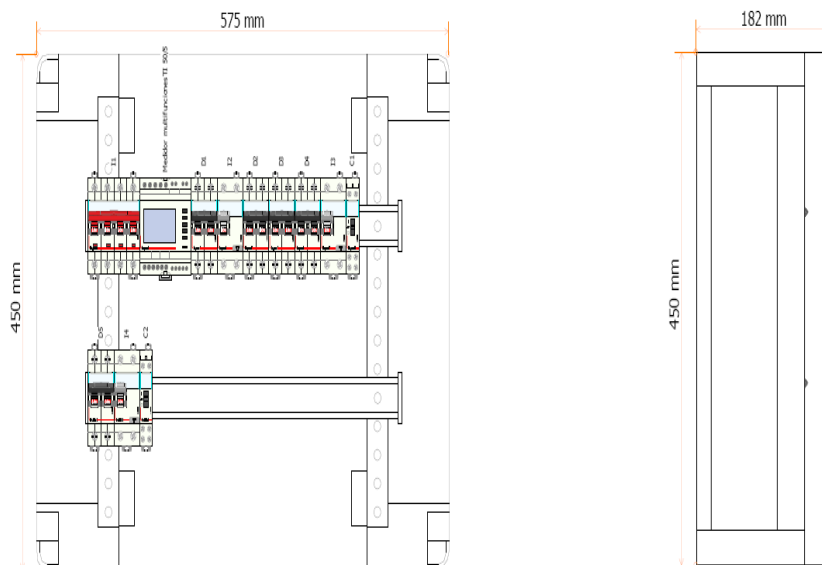 575 mm
182 mm
I1
Medidor multifunciones TI 50/5
D1
I2
D2
D3
D4
I3
C1
450 mm
450 mm
D5
I4
C2